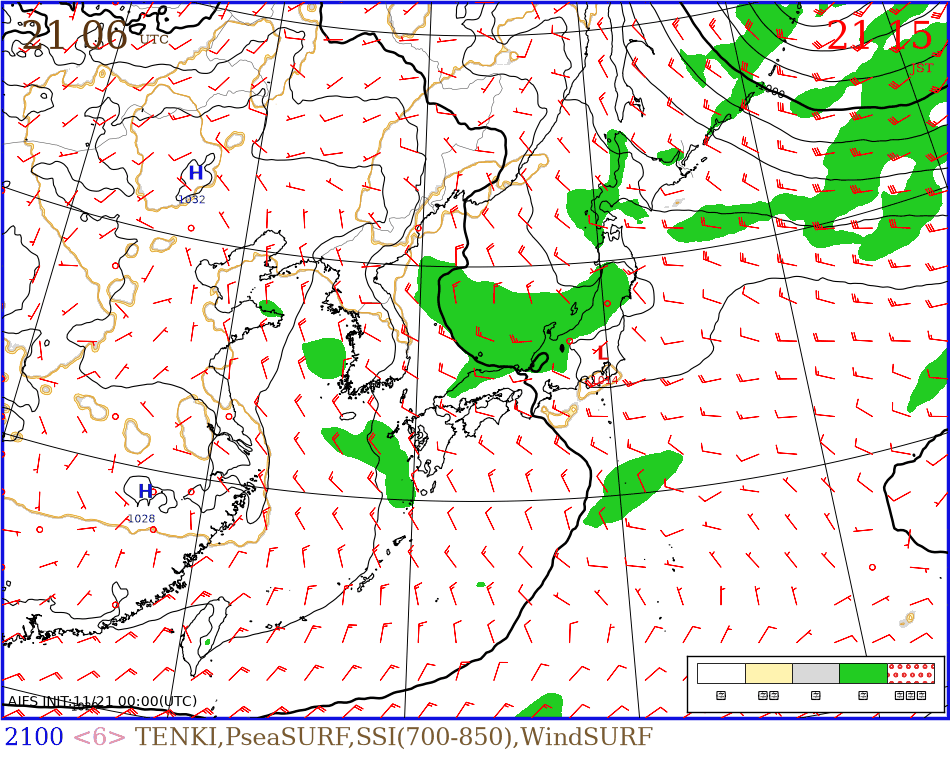 21 06 UTC
21 15
JST
1000
H
1032
L
H
1028
AIFS INIT:11/21 00:00(UTC)
2100 <6> TENKI,PseaSURF,SSI(700-850),WindSURF